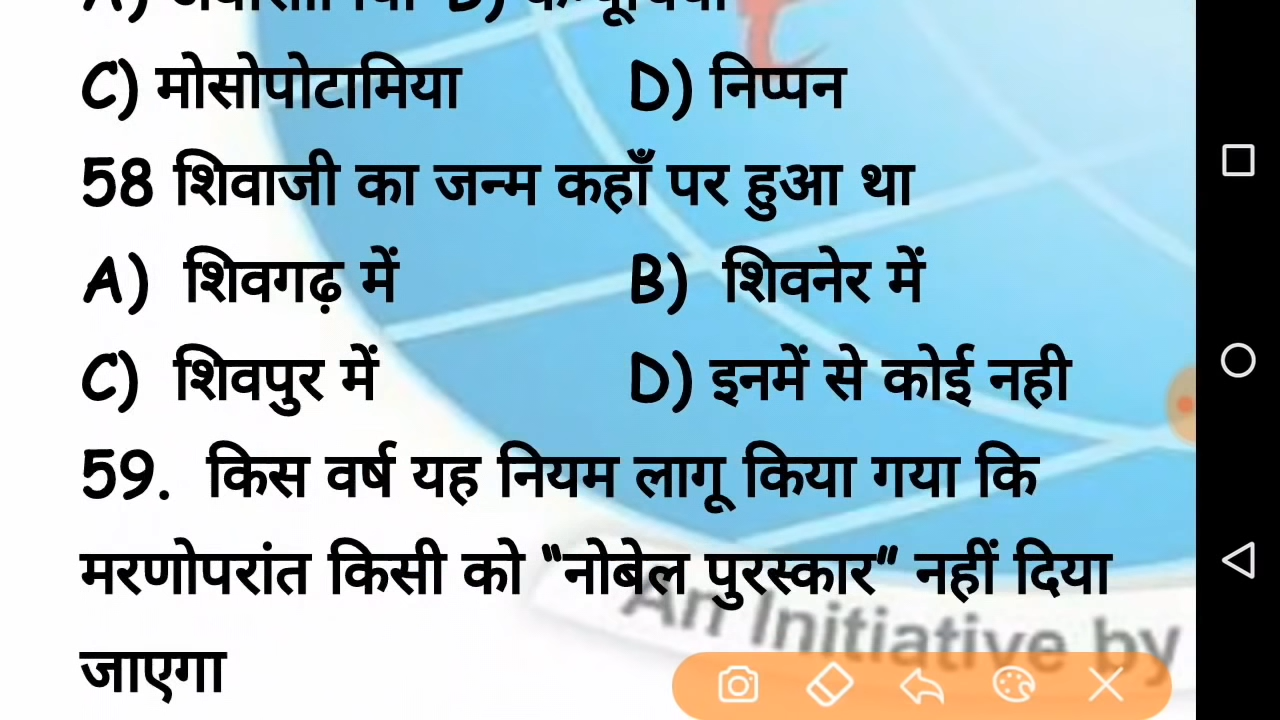 C) मोसोपोटामिया D) निप्पन
58 शिवाजी का जन्म कहाँ पर हुआ था
A) शिवगढ़ में B) शिवनेर में
C) शिवपुर में D) इनमें से कोई नही
59. किस वर्ष यह नियम लागू किया गया कि
मरणोपरांत किसी को "नोबेल पुरस्कार" नहीं दिया
जाएगा
An Initiative by